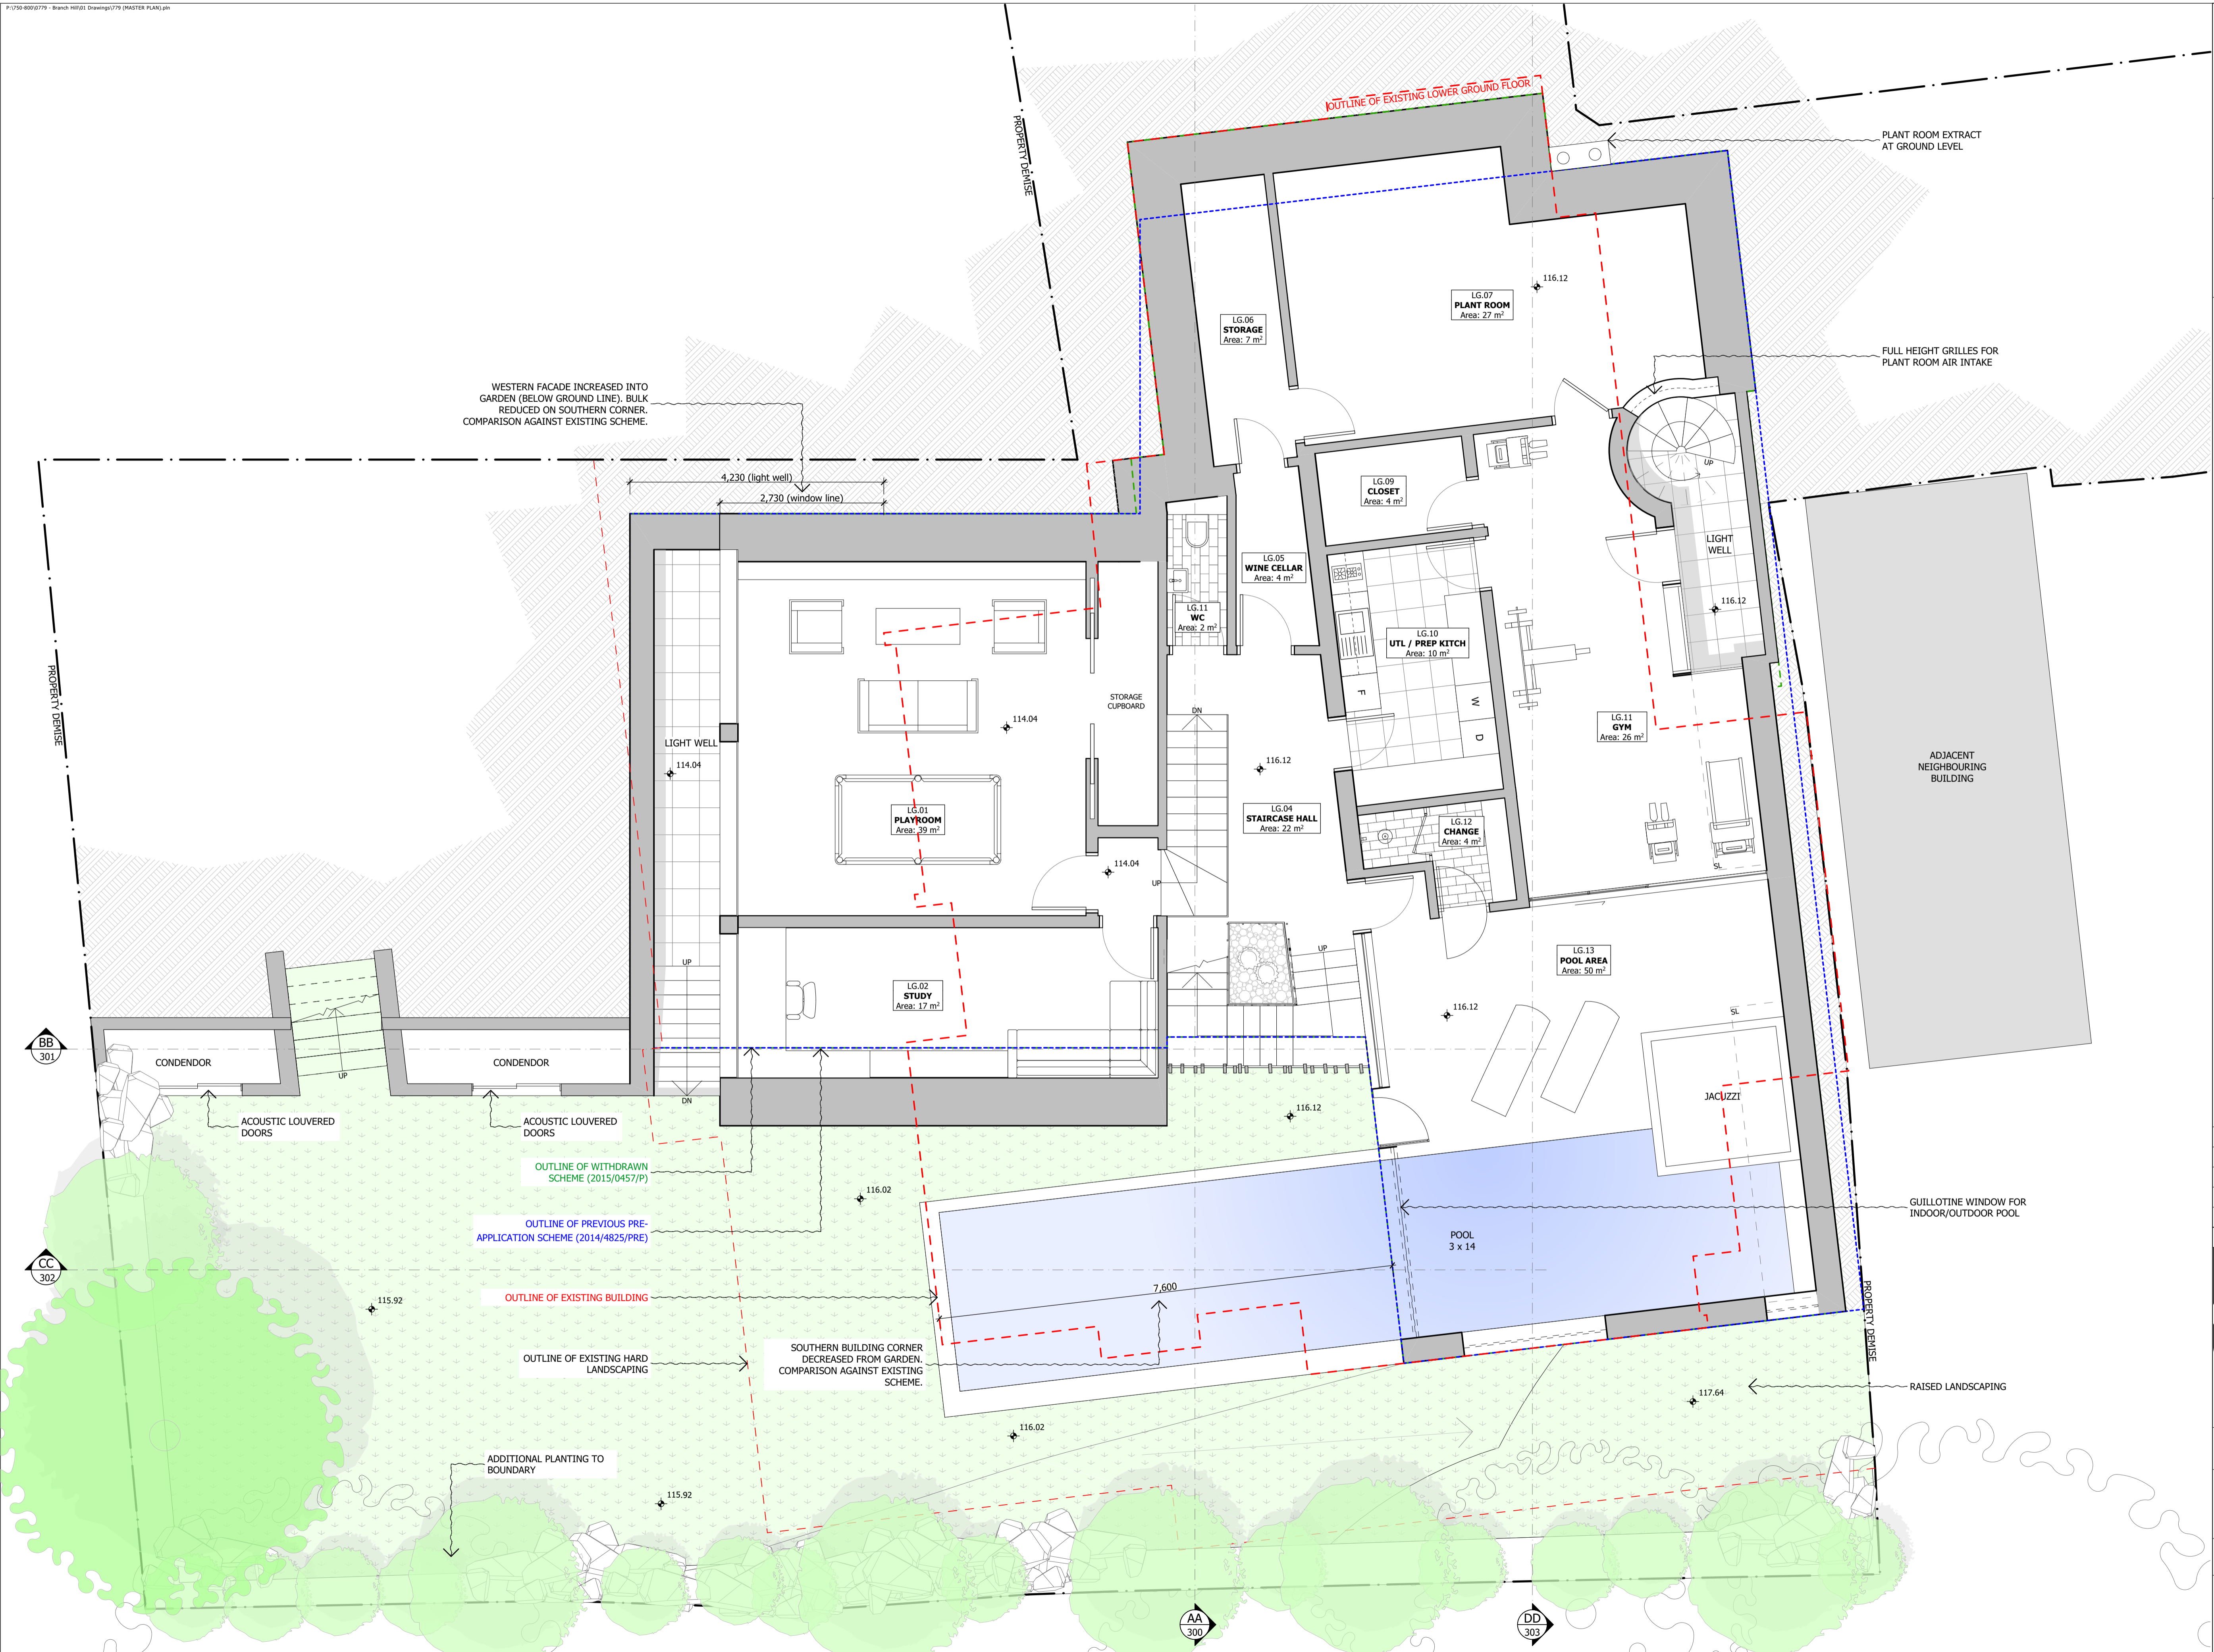 P:\750-800\0779 - Branch Hill\01 Drawings\779 (MASTER PLAN).pln
OUTLINE OF EXISTING LOWER GROUND FLOOR
PROPERTY DEMISE
PLANT ROOM EXTRACT
AT GROUND LEVEL
116.12
LG.07
PLANT ROOM
Area: 27 m²
LG.06
STORAGE
Area: 7 m²
FULL HEIGHT GRILLES FOR
PLANT ROOM AIR INTAKE
WESTERN FACADE INCREASED INTO
GARDEN (BELOW GROUND LINE). BULK
REDUCED ON SOUTHERN CORNER.
COMPARISON AGAINST EXISTING SCHEME.
4,230 (light well)
2,730 (window line)
UP
LG.09
CLOSET
Area: 4 m²
LIGHT
WELL
LG.05
WINE CELLAR
Area: 4 m²
116.12
LG.11
WC
Area: 2 m²
LG.10
UTL / PREP KITCH
Area: 10 m²
F
W
D
PROPERTY DEMISE
STORAGE
CUPBOARD
DN
114.04
LG.11
GYM
Area: 26 m²
LIGHT WELL
114.04
116.12
ADJACENT
NEIGHBOURING
BUILDING
LG.01
PLAYROOM
Area: 39 m²
LG.04
STAIRCASE HALL
Area: 22 m²
LG.12
CHANGE
Area: 4 m²
114.04
SL
UP
UP
UP
LG.13
POOL AREA
Area: 50 m²
LG.02
STUDY
Area: 17 m²
116.12
SL
BB
301
CONDENDOR
CONDENDOR
UP
DN
JACUZZI
116.12
ACOUSTIC LOUVERED
DOORS
ACOUSTIC LOUVERED
DOORS
OUTLINE OF WITHDRAWN
SCHEME (2015/0457/P)
116.02
GUILLOTINE WINDOW FOR
INDOOR/OUTDOOR POOL
OUTLINE OF PREVIOUS PRE-
APPLICATION SCHEME (2014/4825/PRE)
POOL
3 x 14
CC
302
7,600
OUTLINE OF EXISTING BUILDING
115.92
PROPERTY DEMISE
OUTLINE OF EXISTING HARD
LANDSCAPING
SOUTHERN BUILDING CORNER
DECREASED FROM GARDEN.
COMPARISON AGAINST EXISTING
SCHEME.
RAISED LANDSCAPING
117.64
116.02
ADDITIONAL PLANTING TO
BOUNDARY
115.92
AA
300
DD
303